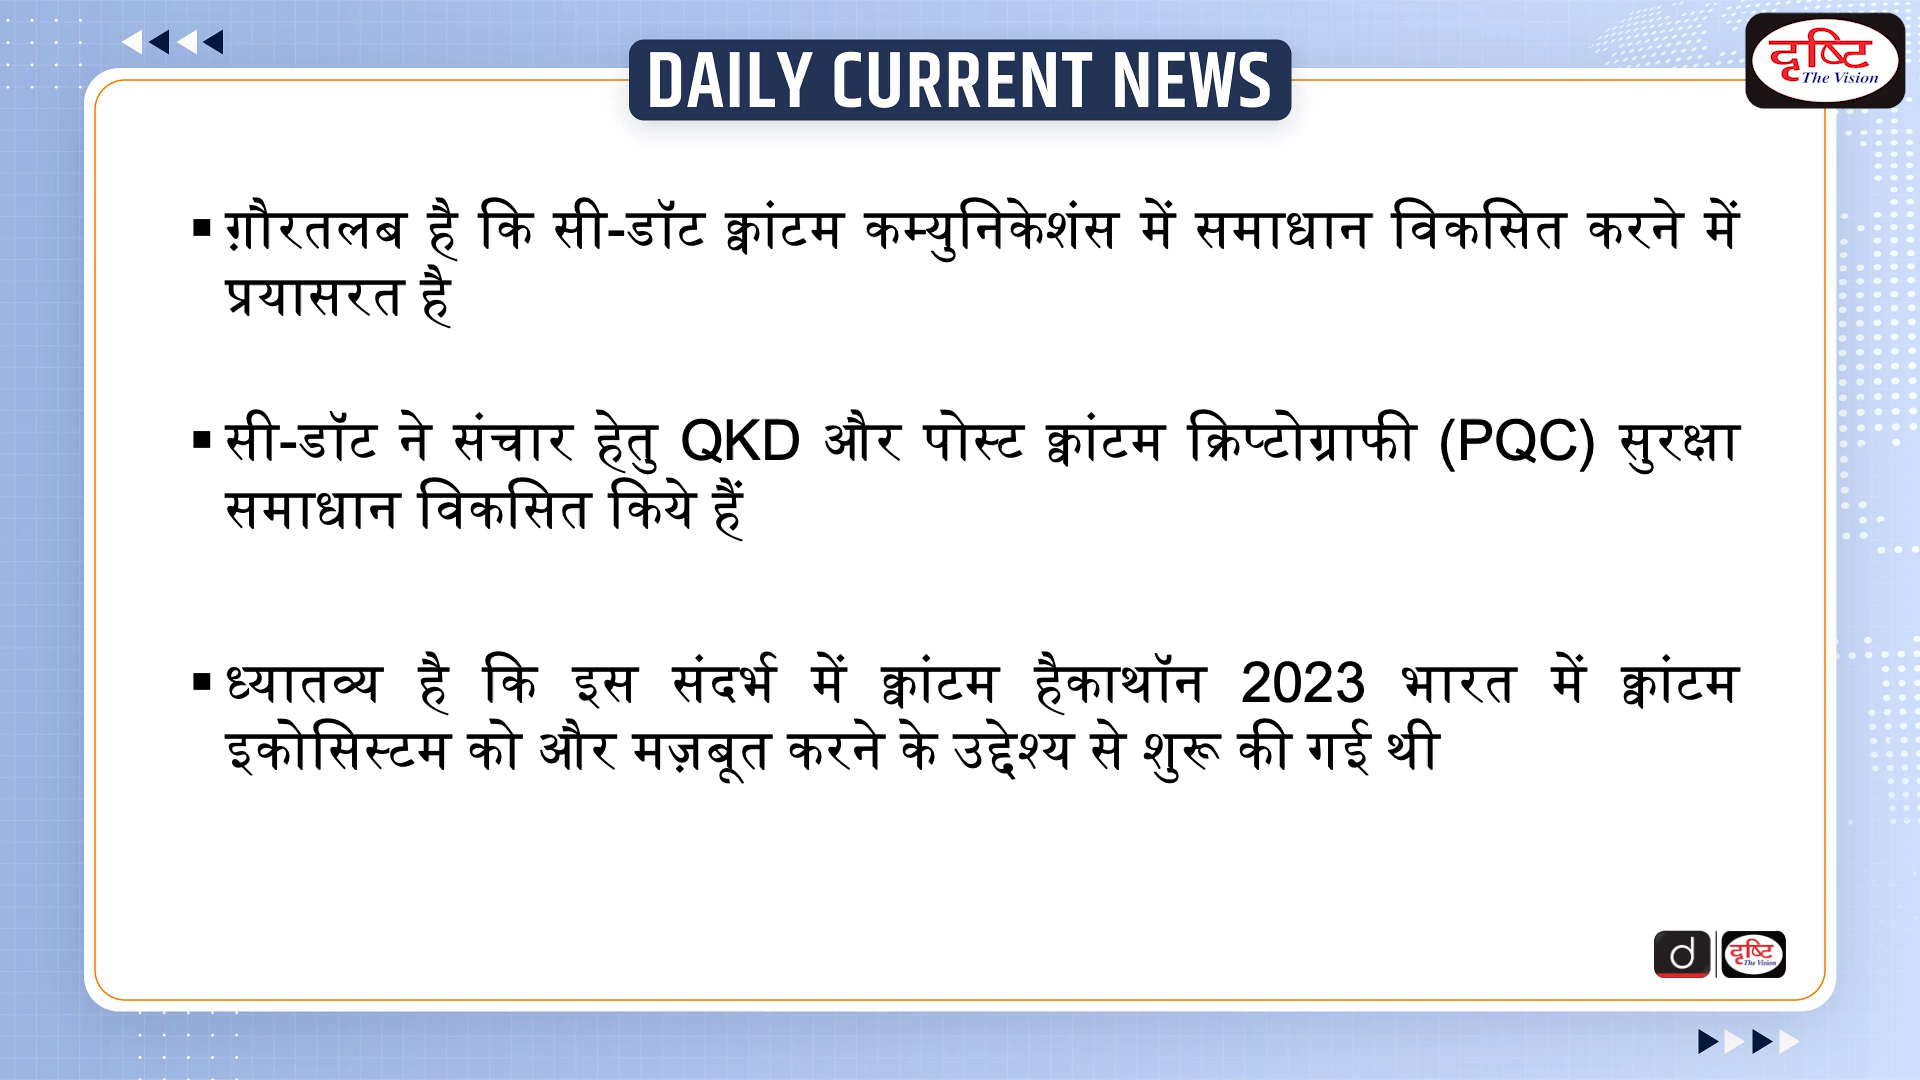 DAILY CURRENT NEWS
दृष्टि
The Vision
▪ ग़ौरतलब है कि सी-डॉट क्वांटम कम्युनिकेशंस में समाधान विकसित करने में
प्रयासरत है
▪ सी-डॉट ने संचार हेतु QKD और पोस्ट क्वांटम क्रिप्टोग्राफी (PQC) सुरक्षा
समाधान विकसित किये हैं
▪ ध्यातव्य है कि इस संदर्भ में क्वांटम हैकाथॉन 2023 भारत में क्वांटम
इकोसिस्टम को और मज़बूत करने के उद्देश्य से शुरू की गई थी
d
दृष्टि
The Vision